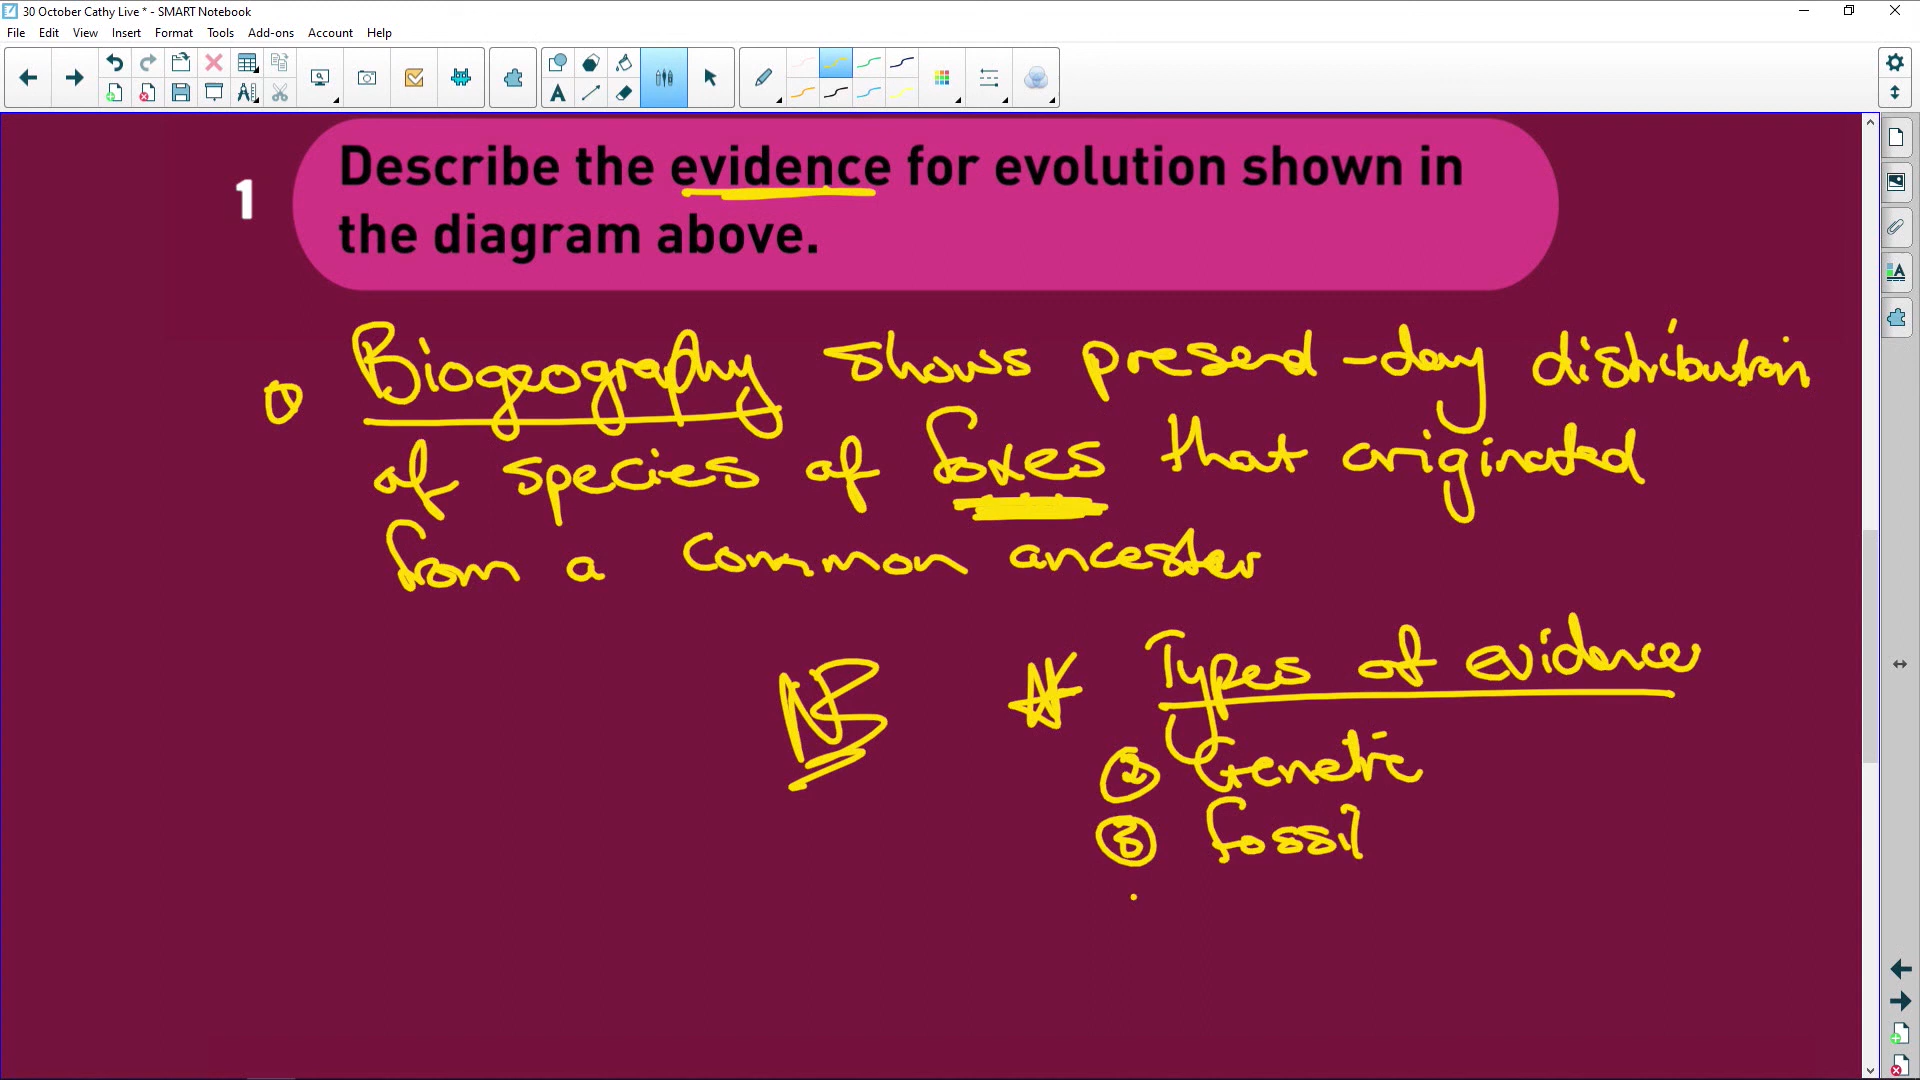 30 October Cathy Live * - SMART Notebook
File Edit View Insert Format Tools Add-ons Account Help
1 Describe the evidence for evolution shown in
the diagram above.
① Biogeography shows present-day distribution
of species of foxes that originated
from a common ancester
NB * Types of evidence
② Genetic
③ Fossil